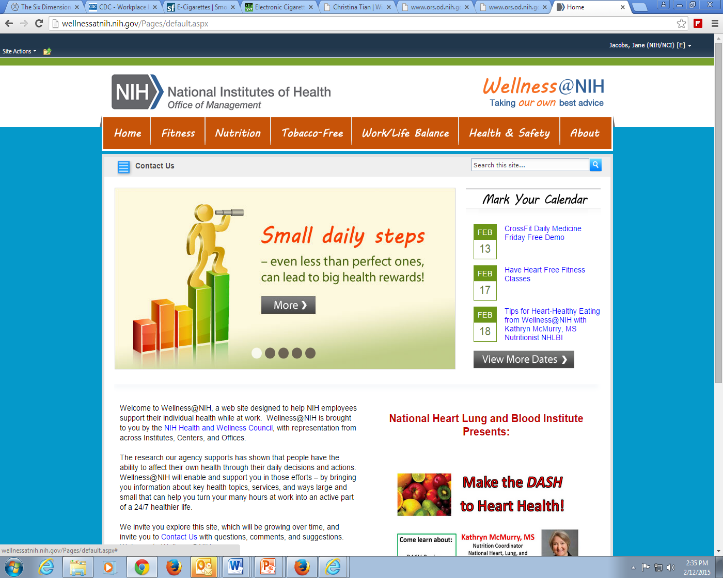 The Six Dimension
CDC - Workplace H
E-Cigarettes | Smo
Electronic Cigarett
Christina Tian | W
www.ors.od.nih.g
www.ors.od.nih.g
Home
wellnessatnih.nih.gov/Pages/default.aspx
Site Actions
Jacobs, Jane (NIH/NCI) [E]
NIH
National Institutes of Health
Office of Management
Wellness@NIH
Taking our own best advice
Home
Fitness
Nutrition
Tobacco-Free
Work/Life Balance
Health & Safety
About
Contact Us
Search this site...
Small daily steps
– even less than perfect ones,
can lead to big health rewards!
More
Mark Your Calendar
FEB
13
CrossFit Daily Medicine
Friday Free Demo
FEB
17
Have Heart Free Fitness
Classes
FEB
18
Tips for Heart-Healthy Eating
from Wellness@NIH with
Kathryn McMurry, MS
Nutritionist NHLBI
View More Dates
Welcome to Wellness@NIH, a web site designed to help NIH employees
support their individual health while at work. Wellness@NIH is brought
to you by the NIH Health and Wellness Council, with representation from
across Institutes, Centers, and Offices.
The research our agency supports has shown that people have the
ability to affect their own health through their daily decisions and actions.
Wellness@NIH will enable and support you in those efforts – by bringing
you information about key health topics, services, and ways large and
small that can help you turn your many hours at work into an active part
of a 24/7 healthier life.
We invite you explore this site, which will be growing over time, and
invite you to Contact Us with questions, comments, and suggestions.
National Heart Lung and Blood Institute
Presents:
Make the DASH
to Heart Health!
Come learn about:
Kathryn McMurry, MS
Nutrition Coordinator
National Heart, Lung, and
wellnessatnih.nih.gov/Pages/default.aspx#
2:35 PM
2/12/2015